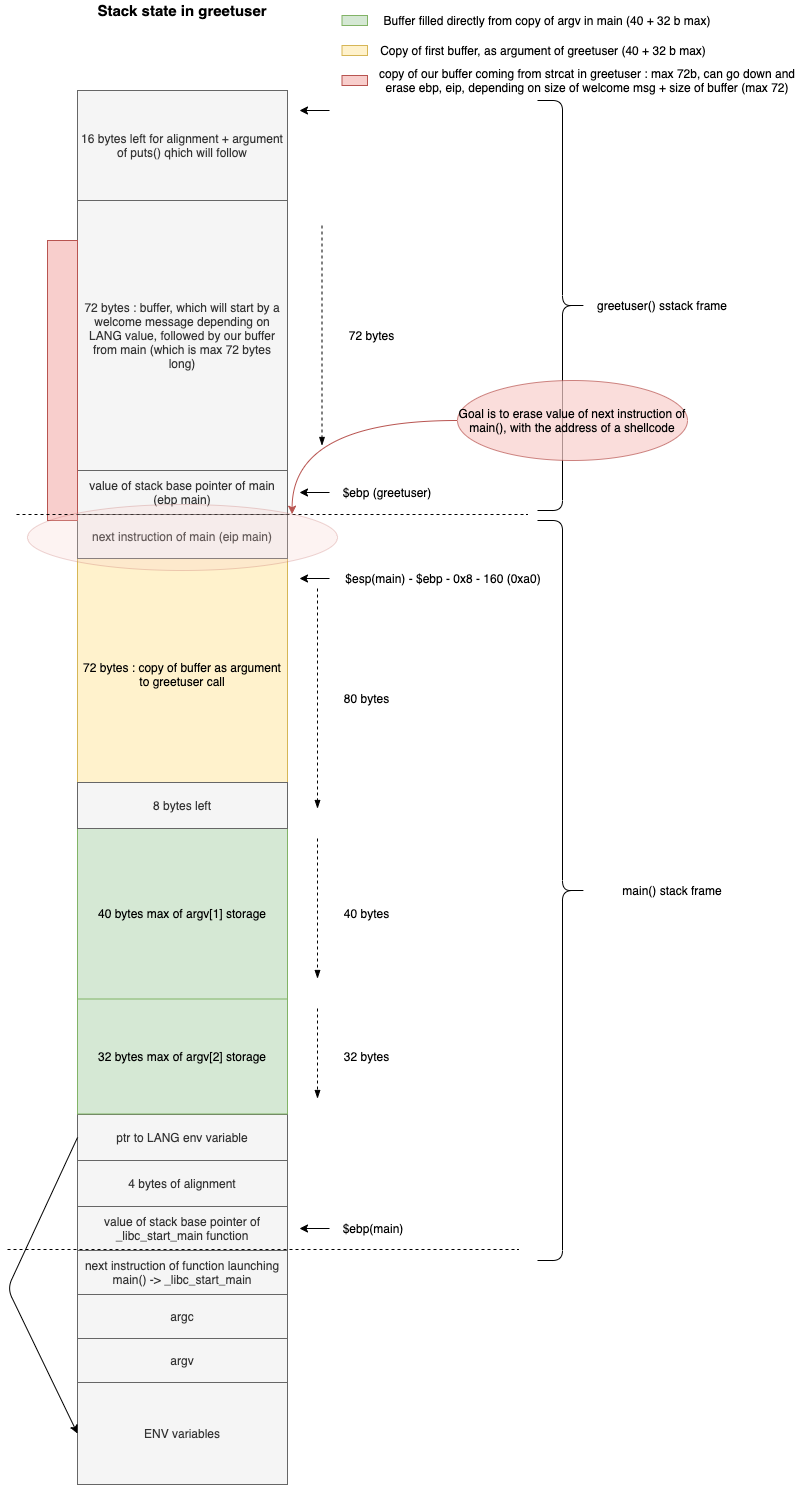 Stack state in greetuser
Buffer filled directly from copy of argv in main (40 + 32 b max)
Copy of first buffer, as argument of greetuser (40 + 32 b max)
copy of our buffer coming from strcat in greetuser : max 72b, can go down and
erase ebp, eip, depending on size of welcome msg + size of buffer (max 72)
16 bytes left for alignment + argument
of puts() qhich will follow
greetuser() sstack frame
72 bytes : buffer, which will start by a
welcome message depending on
LANG value, followed by our buffer
from main (which is max 72 bytes
long)
72 bytes
Goal is to erase value of next instruction of
main(), with the address of a shellcode
value of stack base pointer of main
(ebp main)
$ebp (greetuser)
next instruction of main (eip main)
$esp(main) - $ebp - 0x8 - 160 (0xa0)
72 bytes : copy of buffer as argument
to greetuser call
80 bytes
8 bytes left
main() stack frame
40 bytes max of argv[1] storage
40 bytes
32 bytes max of argv[2] storage
32 bytes
ptr to LANG env variable
4 bytes of alignment
value of stack base pointer of
_libc_start_main function
$ebp(main)
next instruction of function launching
main() -> _libc_start_main
argc
argv
ENV variables